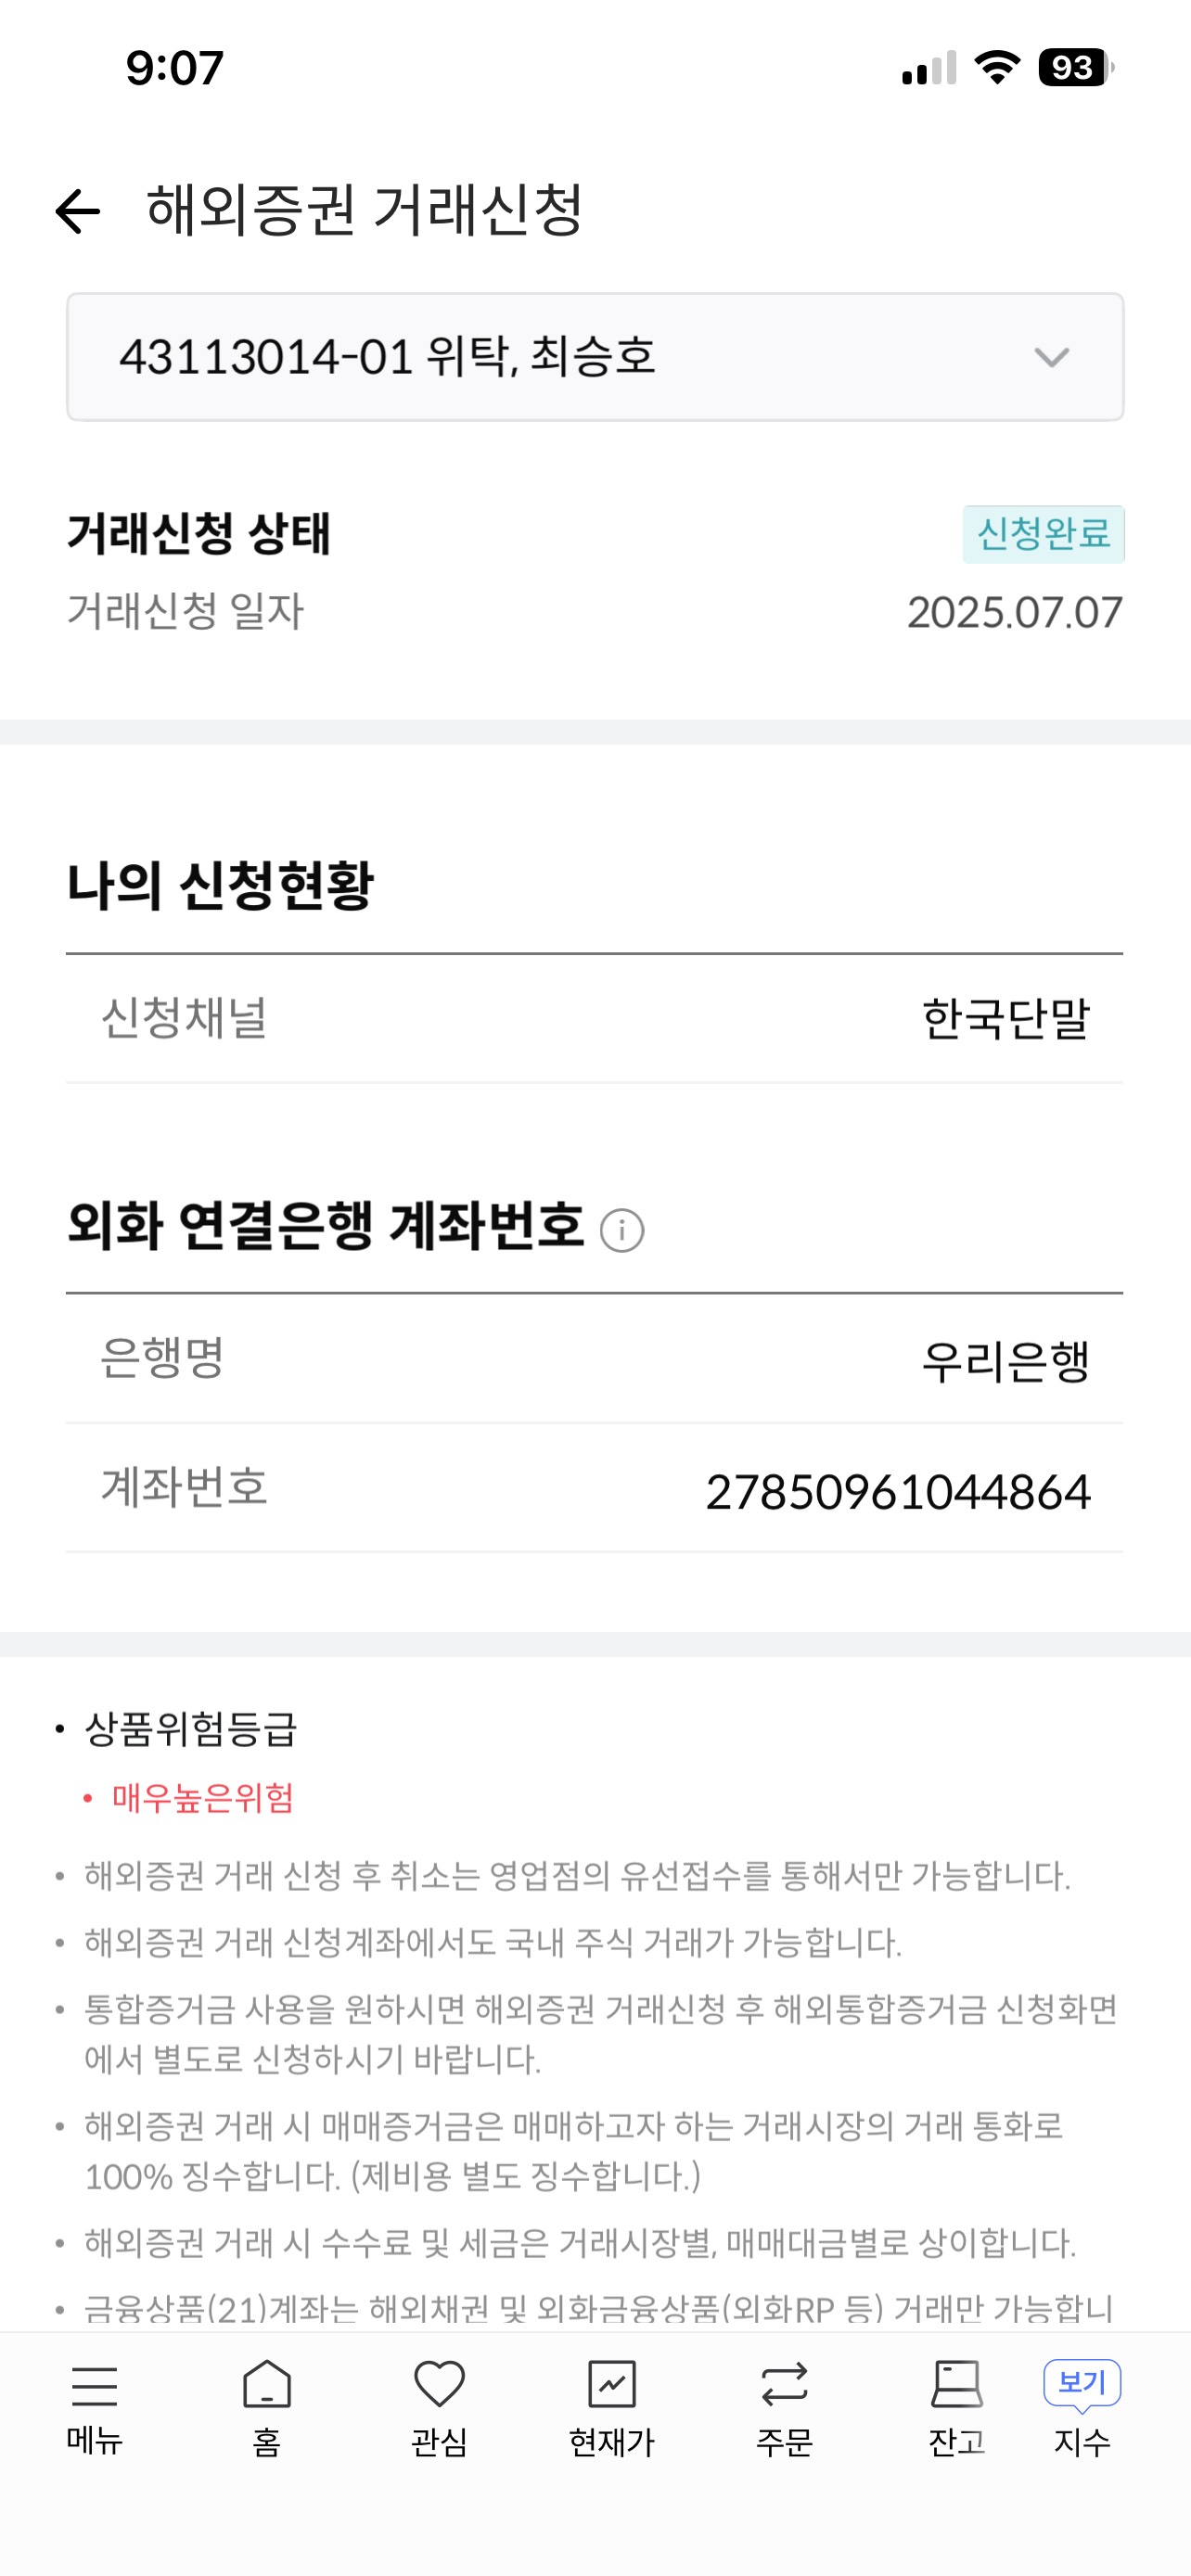 9:07
93
해외증권 거래신청
43113014-01 위탁, 최승호
거래신청 상태
신청완료
거래신청 일자
2025.07.07
나의 신청현황
신청채널
한국단말
외화 연결은행 계좌번호
은행명
우리은행
계좌번호
27850961044864
• 상품위험등급
• 매우높은위험
• 해외증권 거래 신청 후 취소는 영업점의 유선접수를 통해서만 가능합니다.
• 해외증권 거래 신청계좌에서도 국내 주식 거래가 가능합니다.
• 통합증거금 사용을 원하시면 해외증권 거래신청 후 해외통합증거금 신청화면
에서 별도로 신청하시기 바랍니다.
• 해외증권 거래 시 매매증거금은 매매하고자 하는 거래시장의 거래 통화로
100% 징수합니다. (제비용 별도 징수합니다.)
• 해외증권 거래 시 수수료 및 세금은 거래시장별, 매매대금별로 상이합니다.
• 금융상품(21)계좌는 해외채권 및 외화금융상품(외화RP 등) 거래만 가능합니
메뉴
홈
관심
현재가
주문
잔고
보기
지수